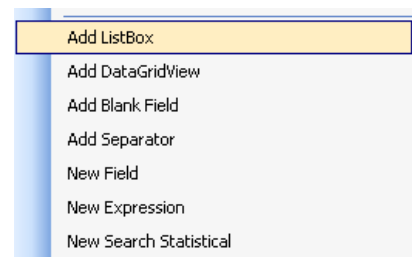 Add ListBox
Add DataGridView
Add Blank Field
Add Separator
New Field
New Expression
New Search Statistical